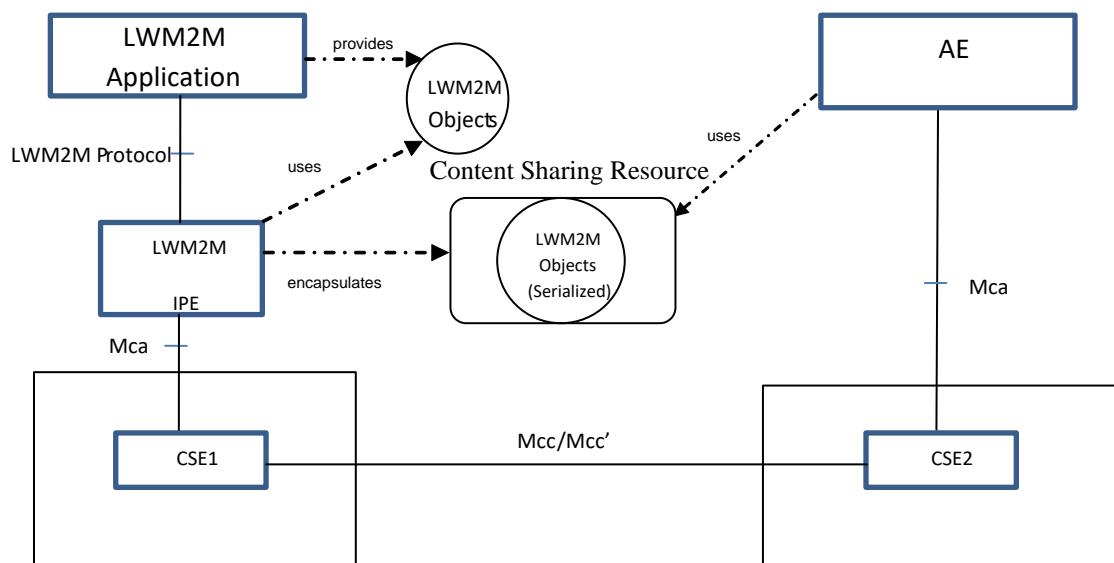 LWM2M
Application
provides
LWM2M
Objects
AE
LWM2M Protocol
uses
uses
Content Sharing Resource
LWM2M
IPE
encapsulates
LWM2M
Objects
(Serialized)
Mca
Mca
CSE1
Mcc/Mcc’
CSE2